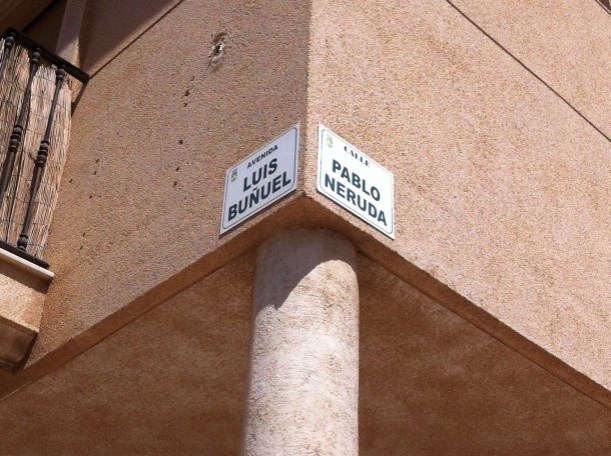 AVENIDA
LUIS
BUÑUEL
CALLE
PABLO
NERUDA